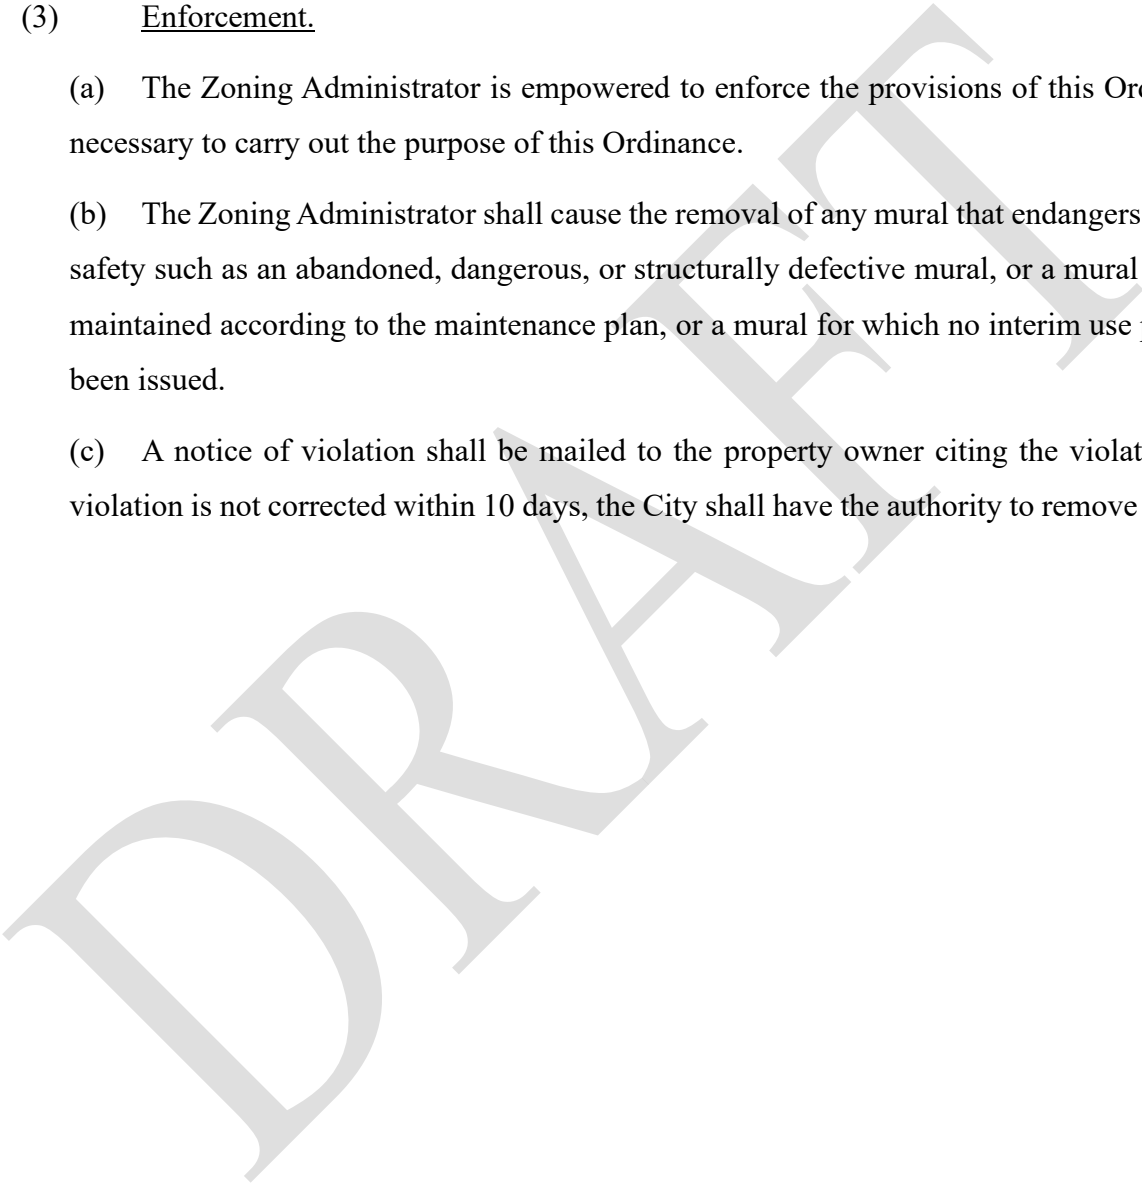 (3) Enforcement.
(a) The Zoning Administrator is empowered to enforce the provisions of this
necessary to carry out the purpose of this Ordinance.
(b) The Zoning Administrator shall cause the removal of any mural that endangers
safety such as an abandoned, dangerous, or structurally defective mural, or a mural
maintained according to the maintenance plan, or a mural for which no interim use
been issued.
(c) A notice of violation shall be mailed to the property owner citing the
violation is not corrected within 10 days, the City shall have the authority to remove
DRAFT